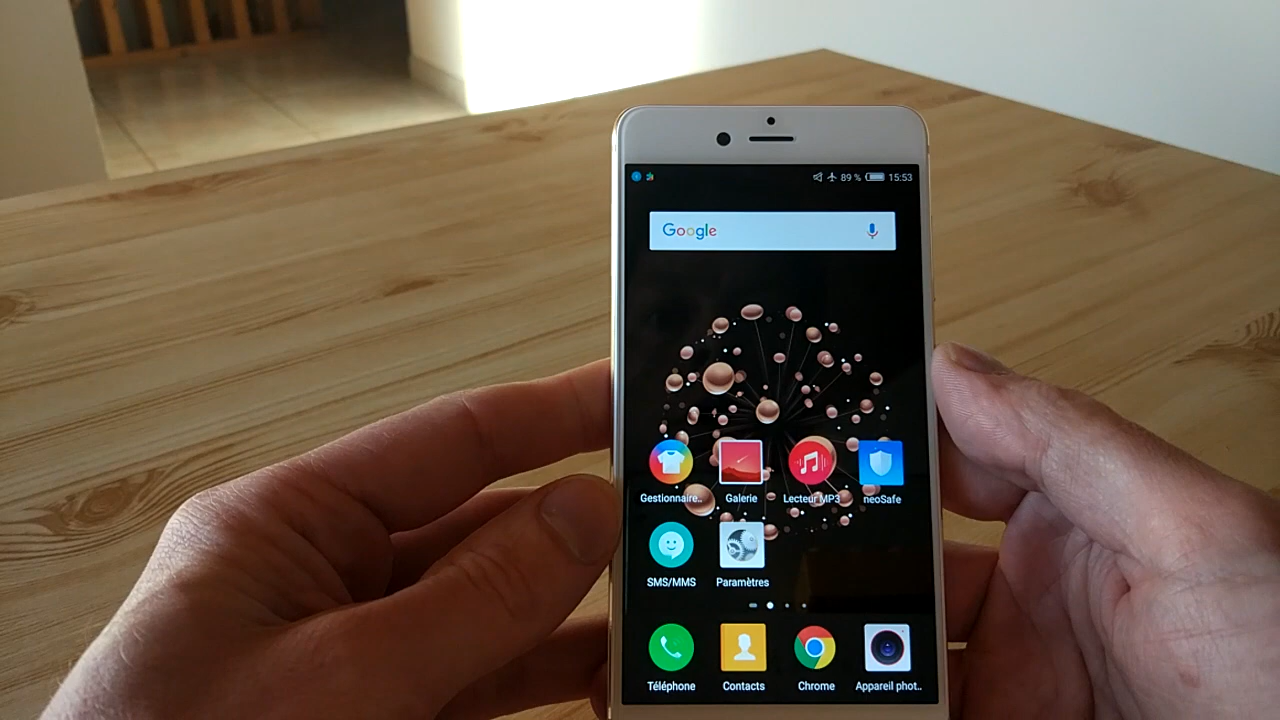 89 % 15:53
Google
Gestionnaire.. Galerie Lecteur MP3 neoSafe
SMS/MMS Paramètres
Téléphone Contacts Chrome Appareil phot..